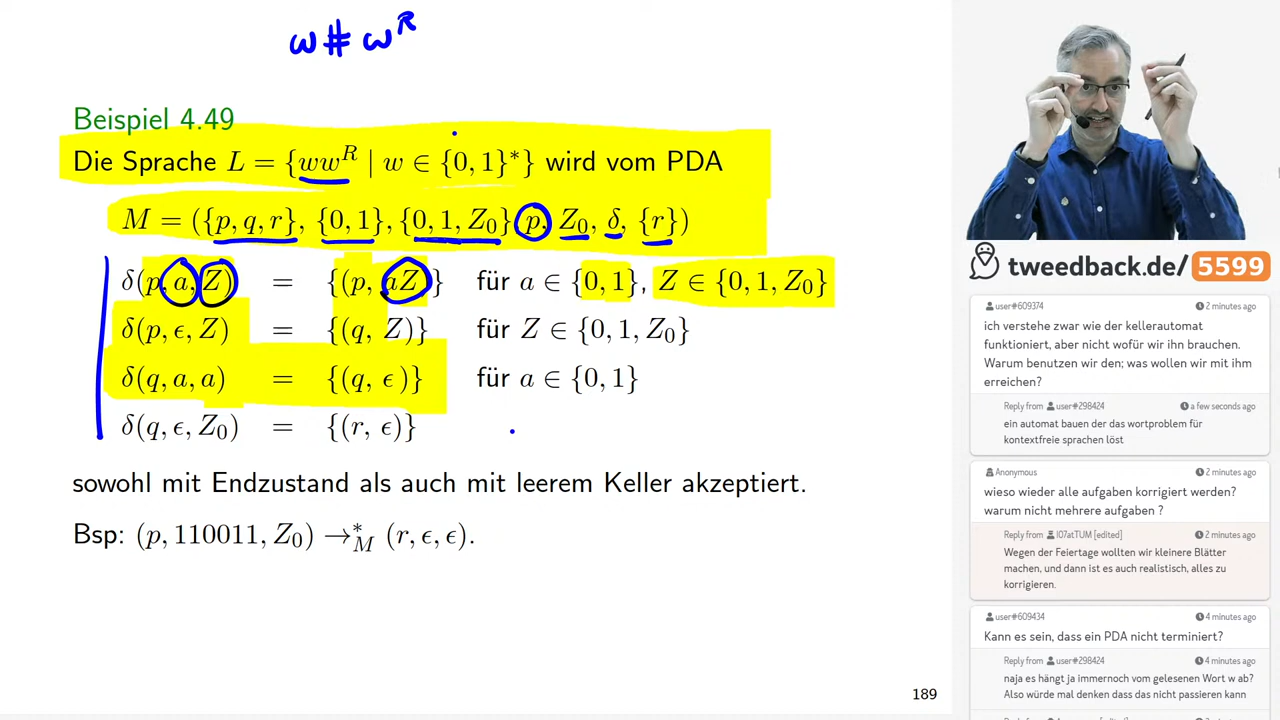 w # w^R
Beispiel 4.49
Die Sprache L = {ww^R | w ∈ {0, 1}*} wird vom PDA
M = ({p, q, r}, {0, 1}, {0, 1, Z₀}, p, Z₀, δ, {r})
δ(p, a, Z) = {(p, aZ)} für a ∈ {0, 1}, Z ∈ {0, 1, Z₀}
δ(p, ϵ, Z) = {(q, Z)} für Z ∈ {0, 1, Z₀}
δ(q, a, a) = {(q, ϵ)} für a ∈ {0, 1}
δ(q, ϵ, Z₀) = {(r, ϵ)}
sowohl mit Endzustand als auch mit leerem Keller akzeptiert.
Bsp: (p, 110011, Z₀) →*_M (r, ϵ, ϵ).
189
tweedback.de/ 5599
user#609374 2 minutes ago
ich verstehe zwar wie der kellerautomat
funktioniert, aber nicht wofür wir ihn brauchen.
Warum benutzen wir den; was wollen wir mit ihm
erreichen?
Reply from user#298424 a few seconds ago
ein automat bauen der das wortproblem für
kontextfreie sprachen löst
Anonymous 2 minutes ago
wieso wieder alle aufgaben korrigiert werden?
warum nicht mehrere aufgaben ?
Reply from I07atTUM [edited] 2 minutes ago
Wegen der Feiertage wollten wir kleinere Blätter
machen, und dann ist es auch realistisch, alles zu
korrigieren.
user#609434 4 minutes ago
Kann es sein, dass ein PDA nicht terminiert?
Reply from user#298424 4 minutes ago
naja es hängt ja immernoch vom gelesenen Wort w ab?
Also würde mal denken dass das nicht passieren kann